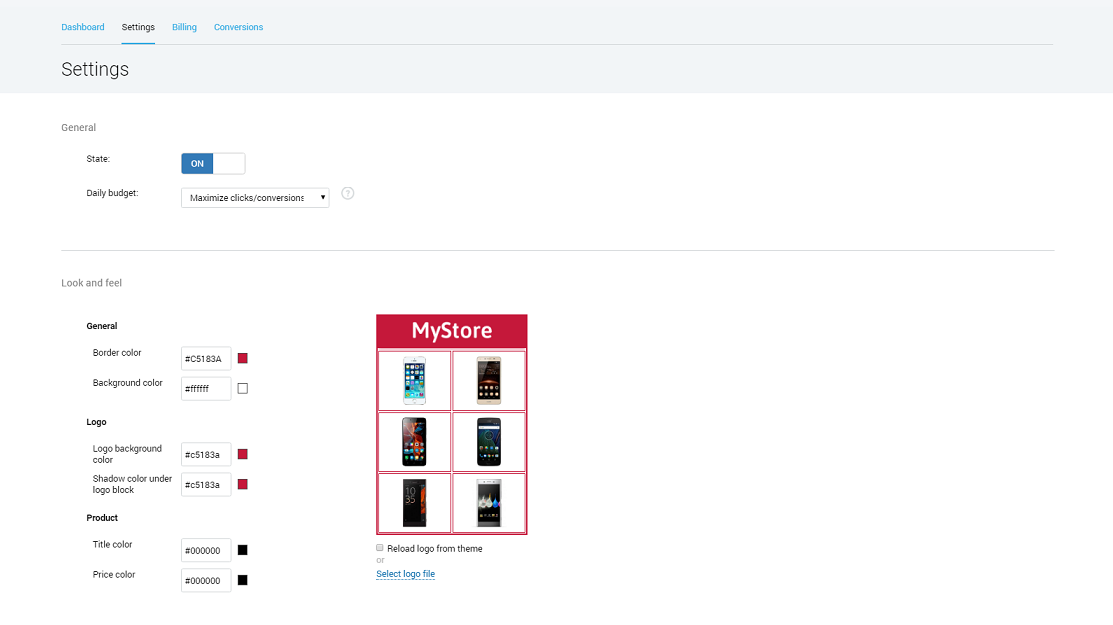 Dashboard Settings Billing Conversions
Settings
General
State: ON
Daily budget: Maximize clicks/conversions ?
Look and feel
General
Border color #C5183A
Background color #ffffff
Logo
Logo background
color #c5183a
Shadow color under
logo block #c5183a
Product
Title color #000000
Price color #000000
MyStore
10
35
Reload logo from theme
or
Select logo file